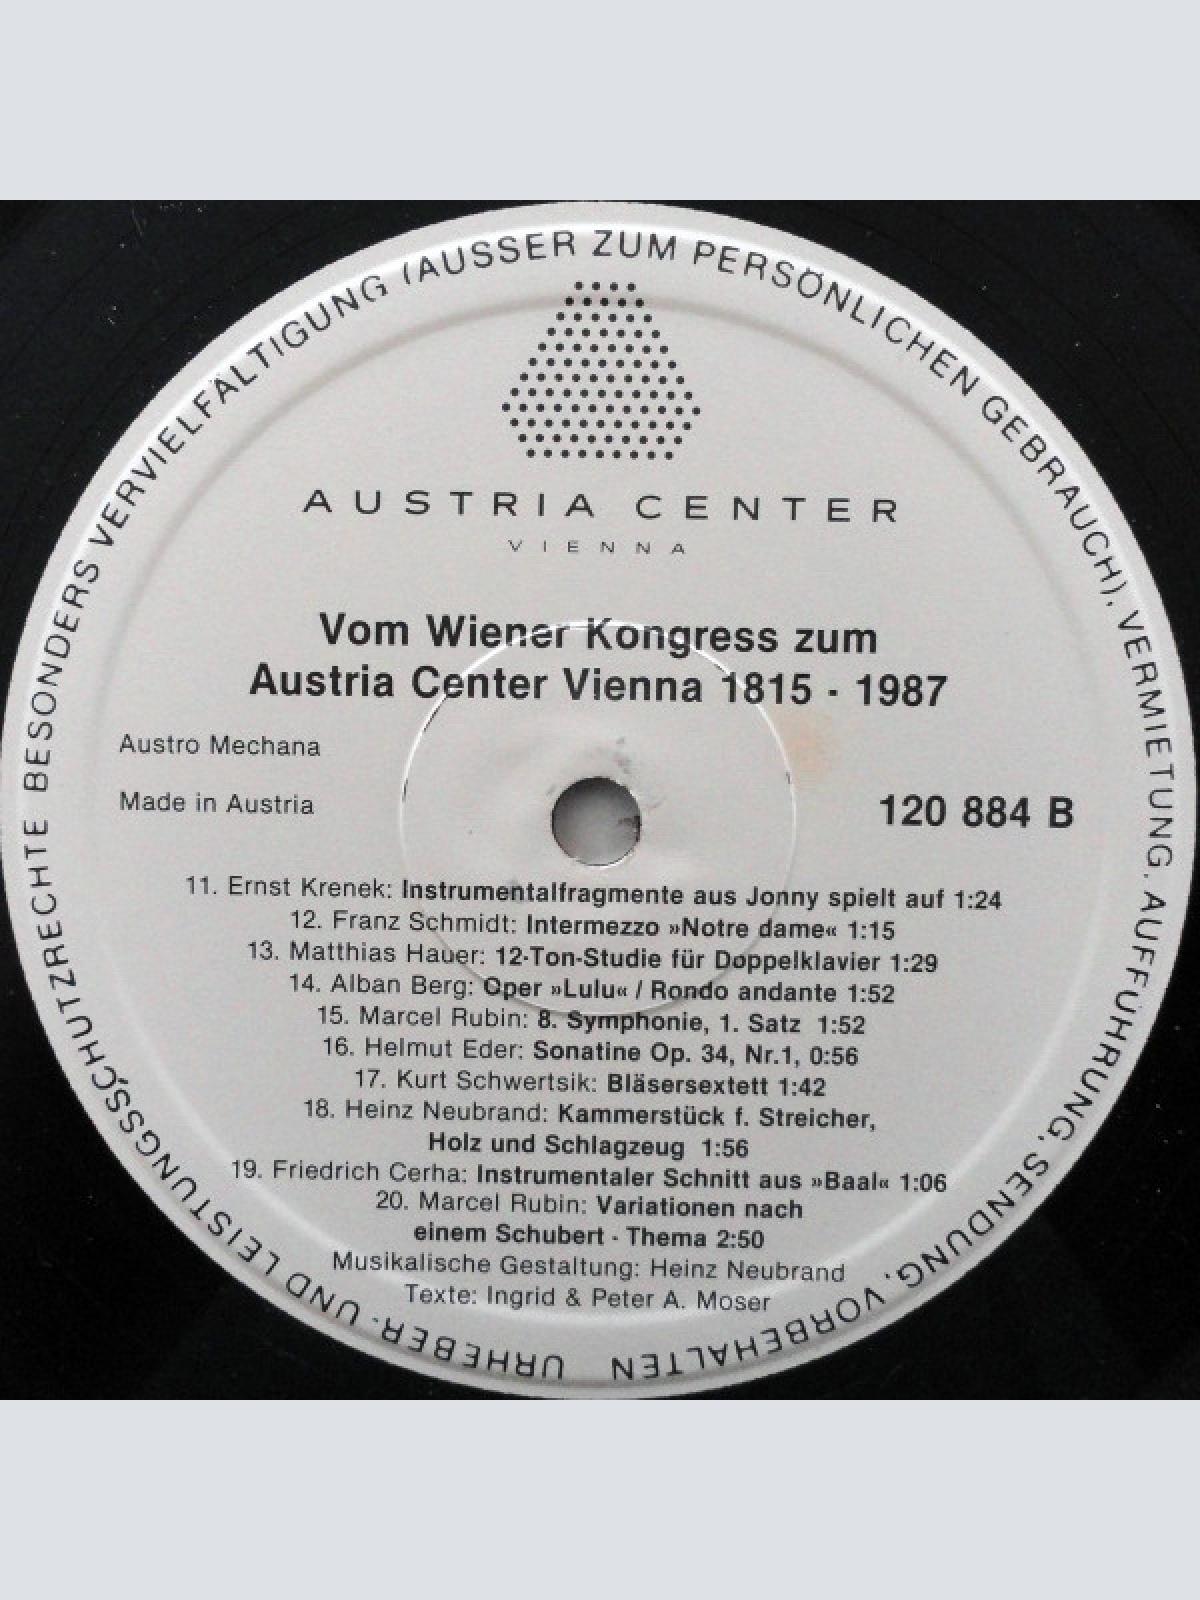 URHEBER- UND LEISTUNGSSCHUTZRECHTE BESONDERS VERVIELFÄLTIGUNG (AUSSER ZUM PERSÖNLICHEN GEBRAUCH), VERMIETUNG, AUFFÜHRUNG, SENDUNG, VORBEHALTEN
AUSTRIA CENTER
VIENNA
Vom Wiener Kongress zum
Austria Center Vienna 1815 - 1987
Austro Mechana
Made in Austria
120 884 B
11. Ernst Krenek: Instrumentalfragmente aus Jonny spielt auf 1:24
12. Franz Schmidt: Intermezzo »Notre dame« 1:15
13. Matthias Hauer: 12-Ton-Studie für Doppelklavier 1:29
14. Alban Berg: Oper »Lulu« / Rondo andante 1:52
15. Marcel Rubin: 8. Symphonie, 1. Satz 1:52
16. Helmut Eder: Sonatine Op. 34, Nr.1, 0:56
17. Kurt Schwertsik: Bläsersextett 1:42
18. Heinz Neubrand: Kammerstück f. Streicher,
Holz und Schlagzeug 1:56
19. Friedrich Cerha: Instrumentaler Schnitt aus »Baal« 1:06
20. Marcel Rubin: Variationen nach
einem Schubert - Thema 2:50
Musikalische Gestaltung: Heinz Neubrand
Texte: Ingrid & Peter A. Moser